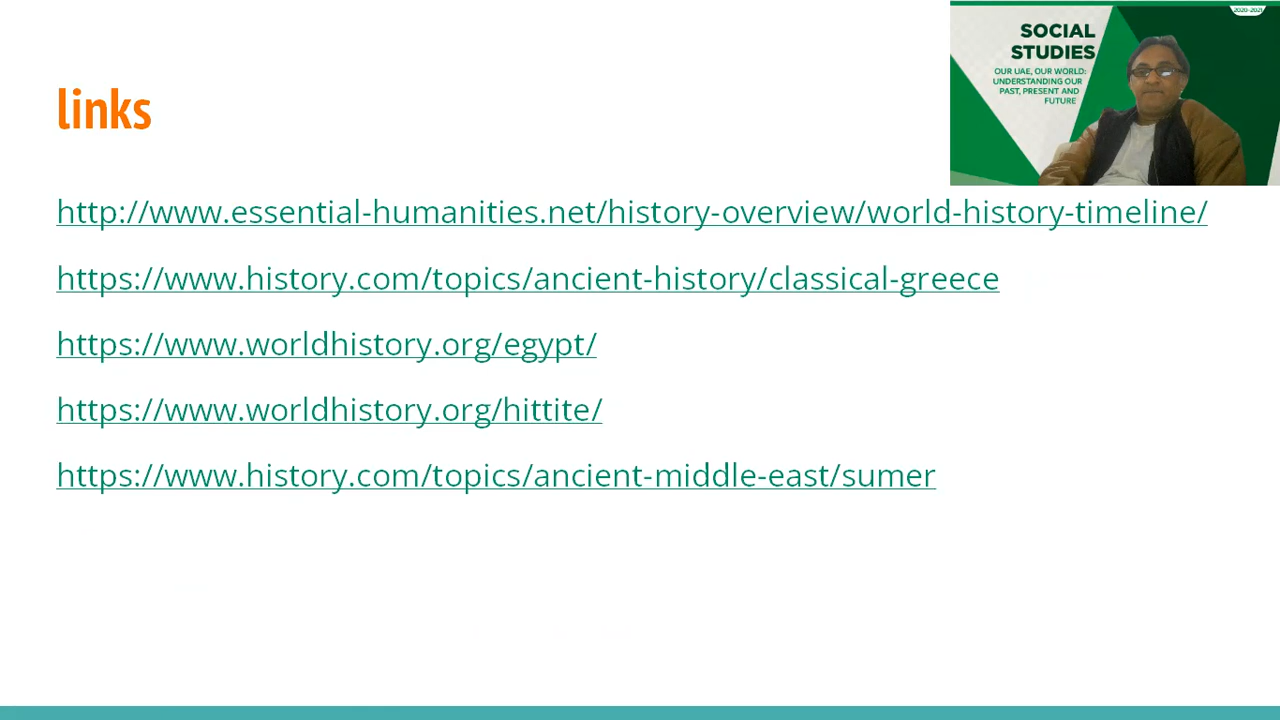 2020-2021
SOCIAL
STUDIES
OUR UAE, OUR WORLD:
UNDERSTANDING OUR
PAST, PRESENT AND
FUTURE
links
http://www.essential-humanities.net/history-overview/world-history-timeline/
https://www.history.com/topics/ancient-history/classical-greece
https://www.worldhistory.org/egypt/
https://www.worldhistory.org/hittite/
https://www.history.com/topics/ancient-middle-east/sumer